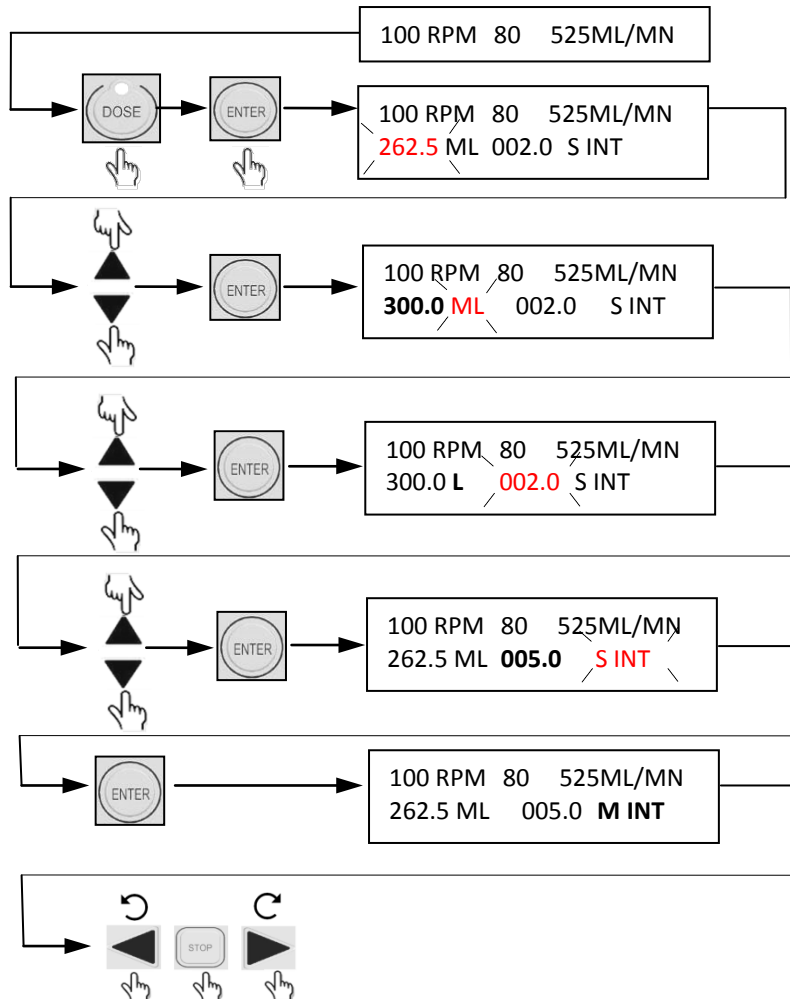 100 RPM 80 525ML/MN
DOSE
ENTER
100 RPM 80 525ML/MN
262.5 ML 002.0 S INT
ENTER
100 RPM 80 525ML/MN
300.0 ML 002.0 S INT
ENTER
100 RPM 80 525ML/MN
300.0 L 002.0 S INT
ENTER
100 RPM 80 525ML/MN
262.5 ML 005.0 S INT
ENTER
100 RPM 80 525ML/MN
262.5 ML 005.0 M INT
STOP